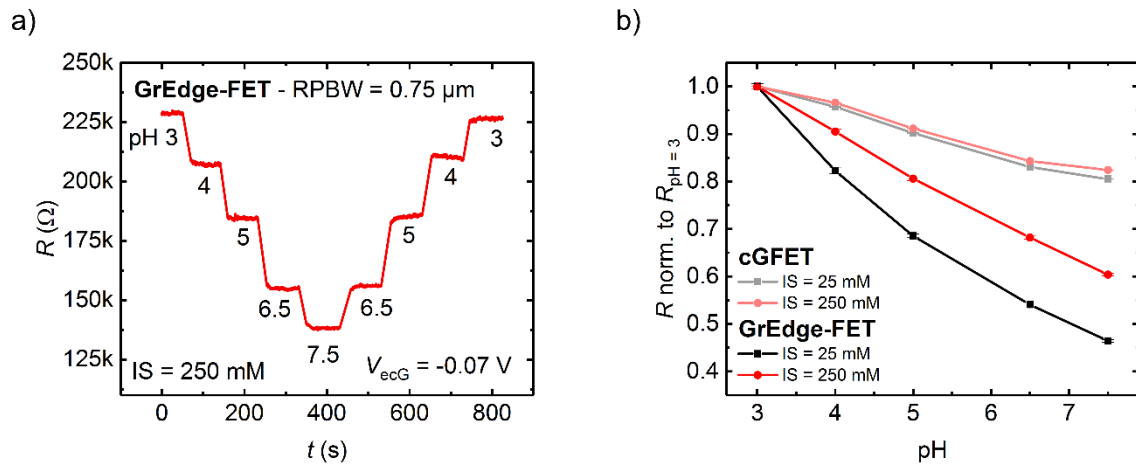 a)
250k
225k
200k
175k
150k
125k
R (Ω)
GrEdge-FET - RPBW = 0.75 µm
pH 3
4
5
6.5
7.5
6.5
5
4
3
IS = 250 mM
VecG = -0.07 V
0
200
400
600
800
t (s)
b)
1.0
0.9
0.8
0.7
0.6
0.5
0.4
R norm. to RpH = 3
cGFET
IS = 25 mM
IS = 250 mM
GrEdge-FET
IS = 25 mM
IS = 250 mM
3
4
5
6
7
pH